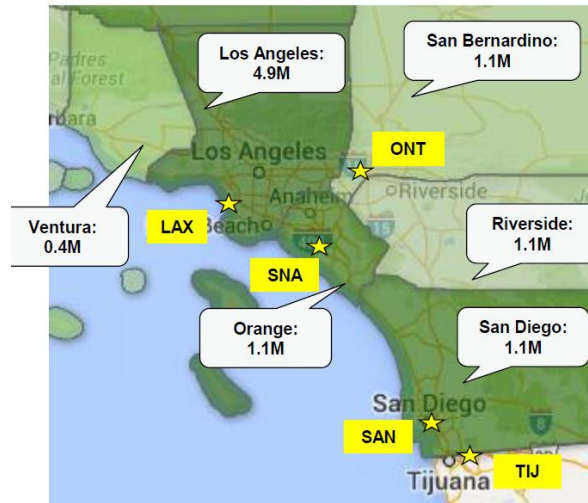 Los Angeles:
4.9M
San Bernardino:
1.1M
Padres
al Forest
bara
Los Angeles
ONT
Anaheim
Riverside
Ventura:
0.4M
LAX
Beach
15
Riverside:
1.1M
SNA
Orange:
1.1M
San Diego:
1.1M
San Diego
8
SAN
TIJ
Tijuana